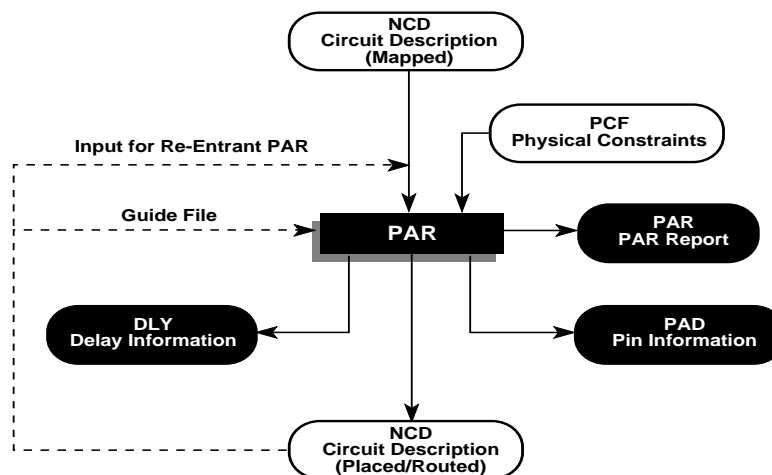 NCD
Circuit Description
(Mapped)
PCF
Physical Constraints
Input for Re-Entrant PAR
Guide File
PAR
PAR
PAR Report
DLY
Delay Information
PAD
Pin Information
NCD
Circuit Description
(Placed/Routed)